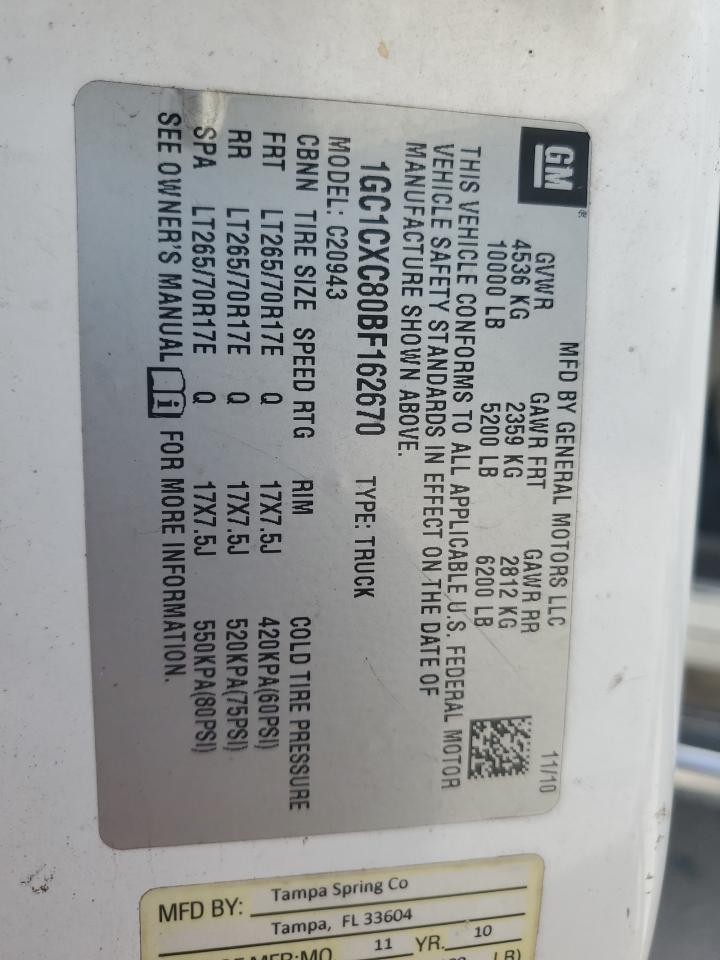 MFD BY GENERAL MOTORS LLC 11/10
GM®
GVWR GAWR FRT GAWR RR
4536 KG 2359 KG 2812 KG
10000 LB 5200 LB 6200 LB
THIS VEHICLE CONFORMS TO ALL APPLICABLE U.S. FEDERAL MOTOR
VEHICLE SAFETY STANDARDS IN EFFECT ON THE DATE OF
MANUFACTURE SHOWN ABOVE.
1GC1CXC80BF162670 TYPE: TRUCK
MODEL: C20943
CBNN TIRE SIZE SPEED RTG RIM COLD TIRE PRESSURE
FRT LT265/70R17E Q 17X7.5J 420KPA(60PSI)
RR LT265/70R17E Q 17X7.5J 520KPA(75PSI)
SPA LT265/70R17E Q 17X7.5J 550KPA(80PSI)
SEE OWNER'S MANUAL i FOR MORE INFORMATION.
MFD BY: Tampa Spring Co
Tampa, FL 33604
MFR: MO. 11 YR. 10
LB)